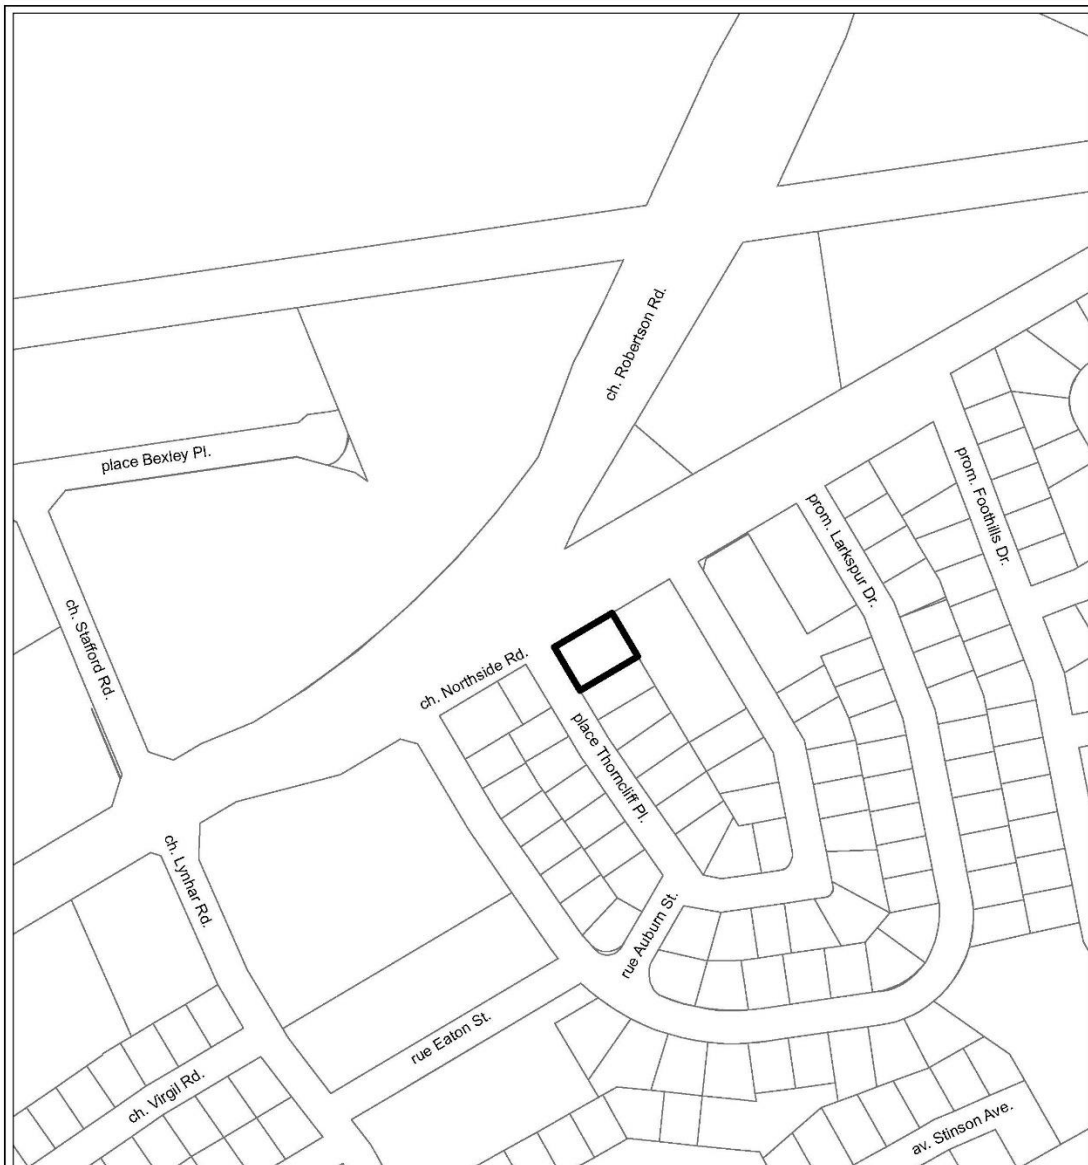 ch. Robertson Rd.
place Bexley Pl.
prom. Foothills Dr.
prom. Larkspur Dr.
ch. Stafford Rd.
ch. Northside Rd.
place Thorncliff Pl.
ch. Lynhar Rd.
rue Auburn St.
rue Eaton St.
ch. Virgil Rd.
av. Stinson Ave.